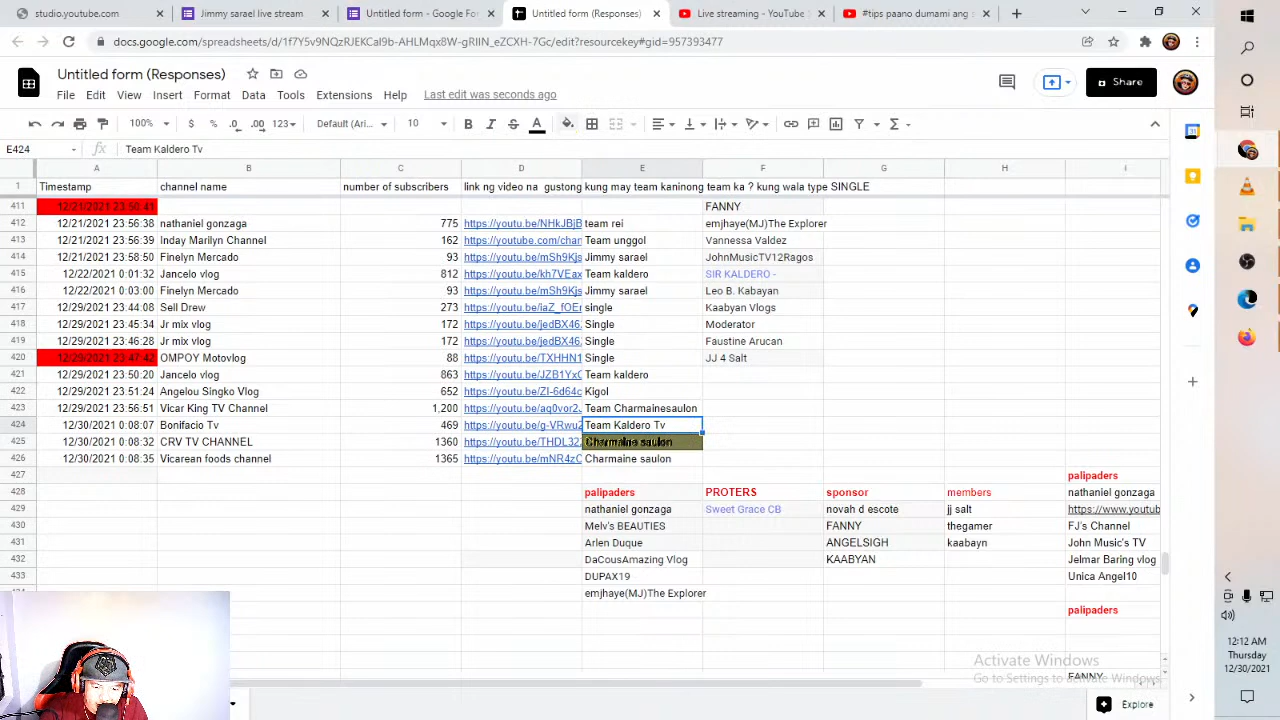 studio.youtube.com
Jimmy sarel live stream
Untitled form - Google For
Untitled form (Responses)
Live streaming - YouTube
#tips paano dumami ang s
docs.google.com/spreadsheets/d/1f7Y5v9NQzRJEKCal9b-AHLMqx8W-gRIIN_eZCXH-7Gc/edit?resourcekey#gid=957393477
Untitled form (Responses)
File Edit View Insert Format Data Tools Extensi Help Last edit was seconds ago
Share
100% $ % .0 .00 123 Default (Ari... 10
E424 fx Team Kaldero Tv
A B C D E F G H I
1 Timestamp channel name number of subscribers link ng video na gustong kung may team kaninong team ka ? kung wala type SINGLE
411 12/21/2021 23:50:41 FANNY
412 12/21/2021 23:56:38 nathaniel gonzaga 775 https://youtu.be/NHkJBjB team rei emjhaye(MJ)The Explorer
413 12/21/2021 23:56:39 Inday Marilyn Channel 162 https://youtube.com/chan Team unggol Vannessa Valdez
414 12/21/2021 23:58:50 Finelyn Mercado 93 https://youtu.be/mSh9Kjs Jimmy sarael JohnMusicTV12Ragos
415 12/22/2021 0:01:32 Jancelo vlog 812 https://youtu.be/kh7VEax Team kaldero SIR KALDERO -
416 12/22/2021 0:03:00 Finelyn Mercado 93 https://youtu.be/mSh9Kjs Jimmy sarael Leo B. Kabayan
417 12/29/2021 23:44:08 Sell Drew 273 https://youtu.be/iaZ_fOEr single Kaabyan Vlogs
418 12/29/2021 23:45:34 Jr mix vlog 172 https://youtu.be/jedBX46 Single Moderator
419 12/29/2021 23:46:28 Jr mix vlog 172 https://youtu.be/jedBX46 Single Faustine Arucan
420 12/29/2021 23:47:42 OMPOY Motovlog 88 https://youtu.be/TXHHN1 Single JJ 4 Salt
421 12/29/2021 23:50:20 Jancelo vlog 863 https://youtu.be/JZB1YxC Team kaldero
422 12/29/2021 23:51:24 Angelou Singko Vlog 652 https://youtu.be/ZI-6d64c Kigol
423 12/29/2021 23:56:51 Vicar King TV Channel 1,200 https://youtu.be/aq0vor2 Team Charmainesaulon
424 12/30/2021 0:08:07 Bonifacio Tv 469 https://youtu.be/g-VRwuZ Team Kaldero Tv
425 12/30/2021 0:08:32 CRV TV CHANNEL 1360 https://youtu.be/THDL32 Charmaine saulon
426 12/30/2021 0:08:35 Vicarean foods channel 1365 https://youtu.be/mNR4zC Charmaine saulon
427 palipaders
428 palipaders PROTERS sponsor members nathaniel gonzaga
429 nathaniel gonzaga Sweet Grace CB novah d escote jj salt https://www.youtub
430 Melv's BEAUTIES FANNY thegamer FJ's Channel
431 Arlen Duque ANGELSIGH kaabayn John Music's TV
432 DaCousAmazing Vlog KAABYAN Jelmar Baring vlog
433 DUPAX19 Unica Angel10
emjhaye(MJ)The Explorer
palipaders
Activate Windows
Go to Settings to activate Windows.
FANNY
Explore
12:12 AM
Thursday
12/30/2021